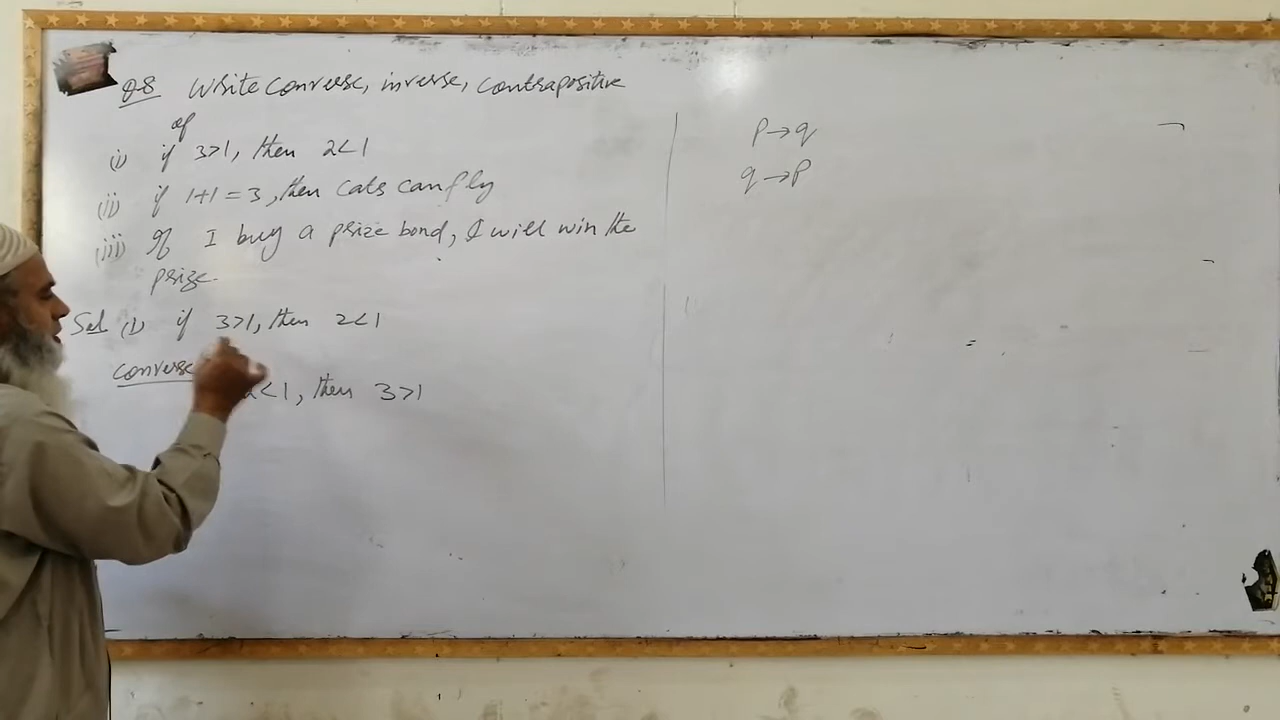 Q8 Write Converse, inverse, Contrapositive
of
(i) if 3>1, then 2<1
(ii) if 1+1=3, then Cats can fly
(iii) If I buy a prize bond, I will win the
prize.
Sol (i) if 3>1, then 2<1
Converse
2<1, then 3>1
p→q
q→p